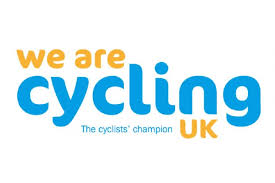 we are
cycling
The cyclists' champion UK